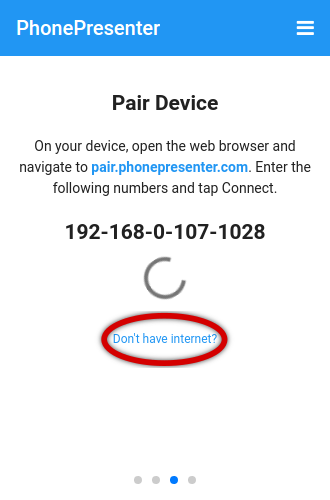 PhonePresenter
Pair Device
On your device, open the web browser and
navigate to pair.phonepresenter.com. Enter the
following numbers and tap Connect.
192-168-0-107-1028
Don't have internet?